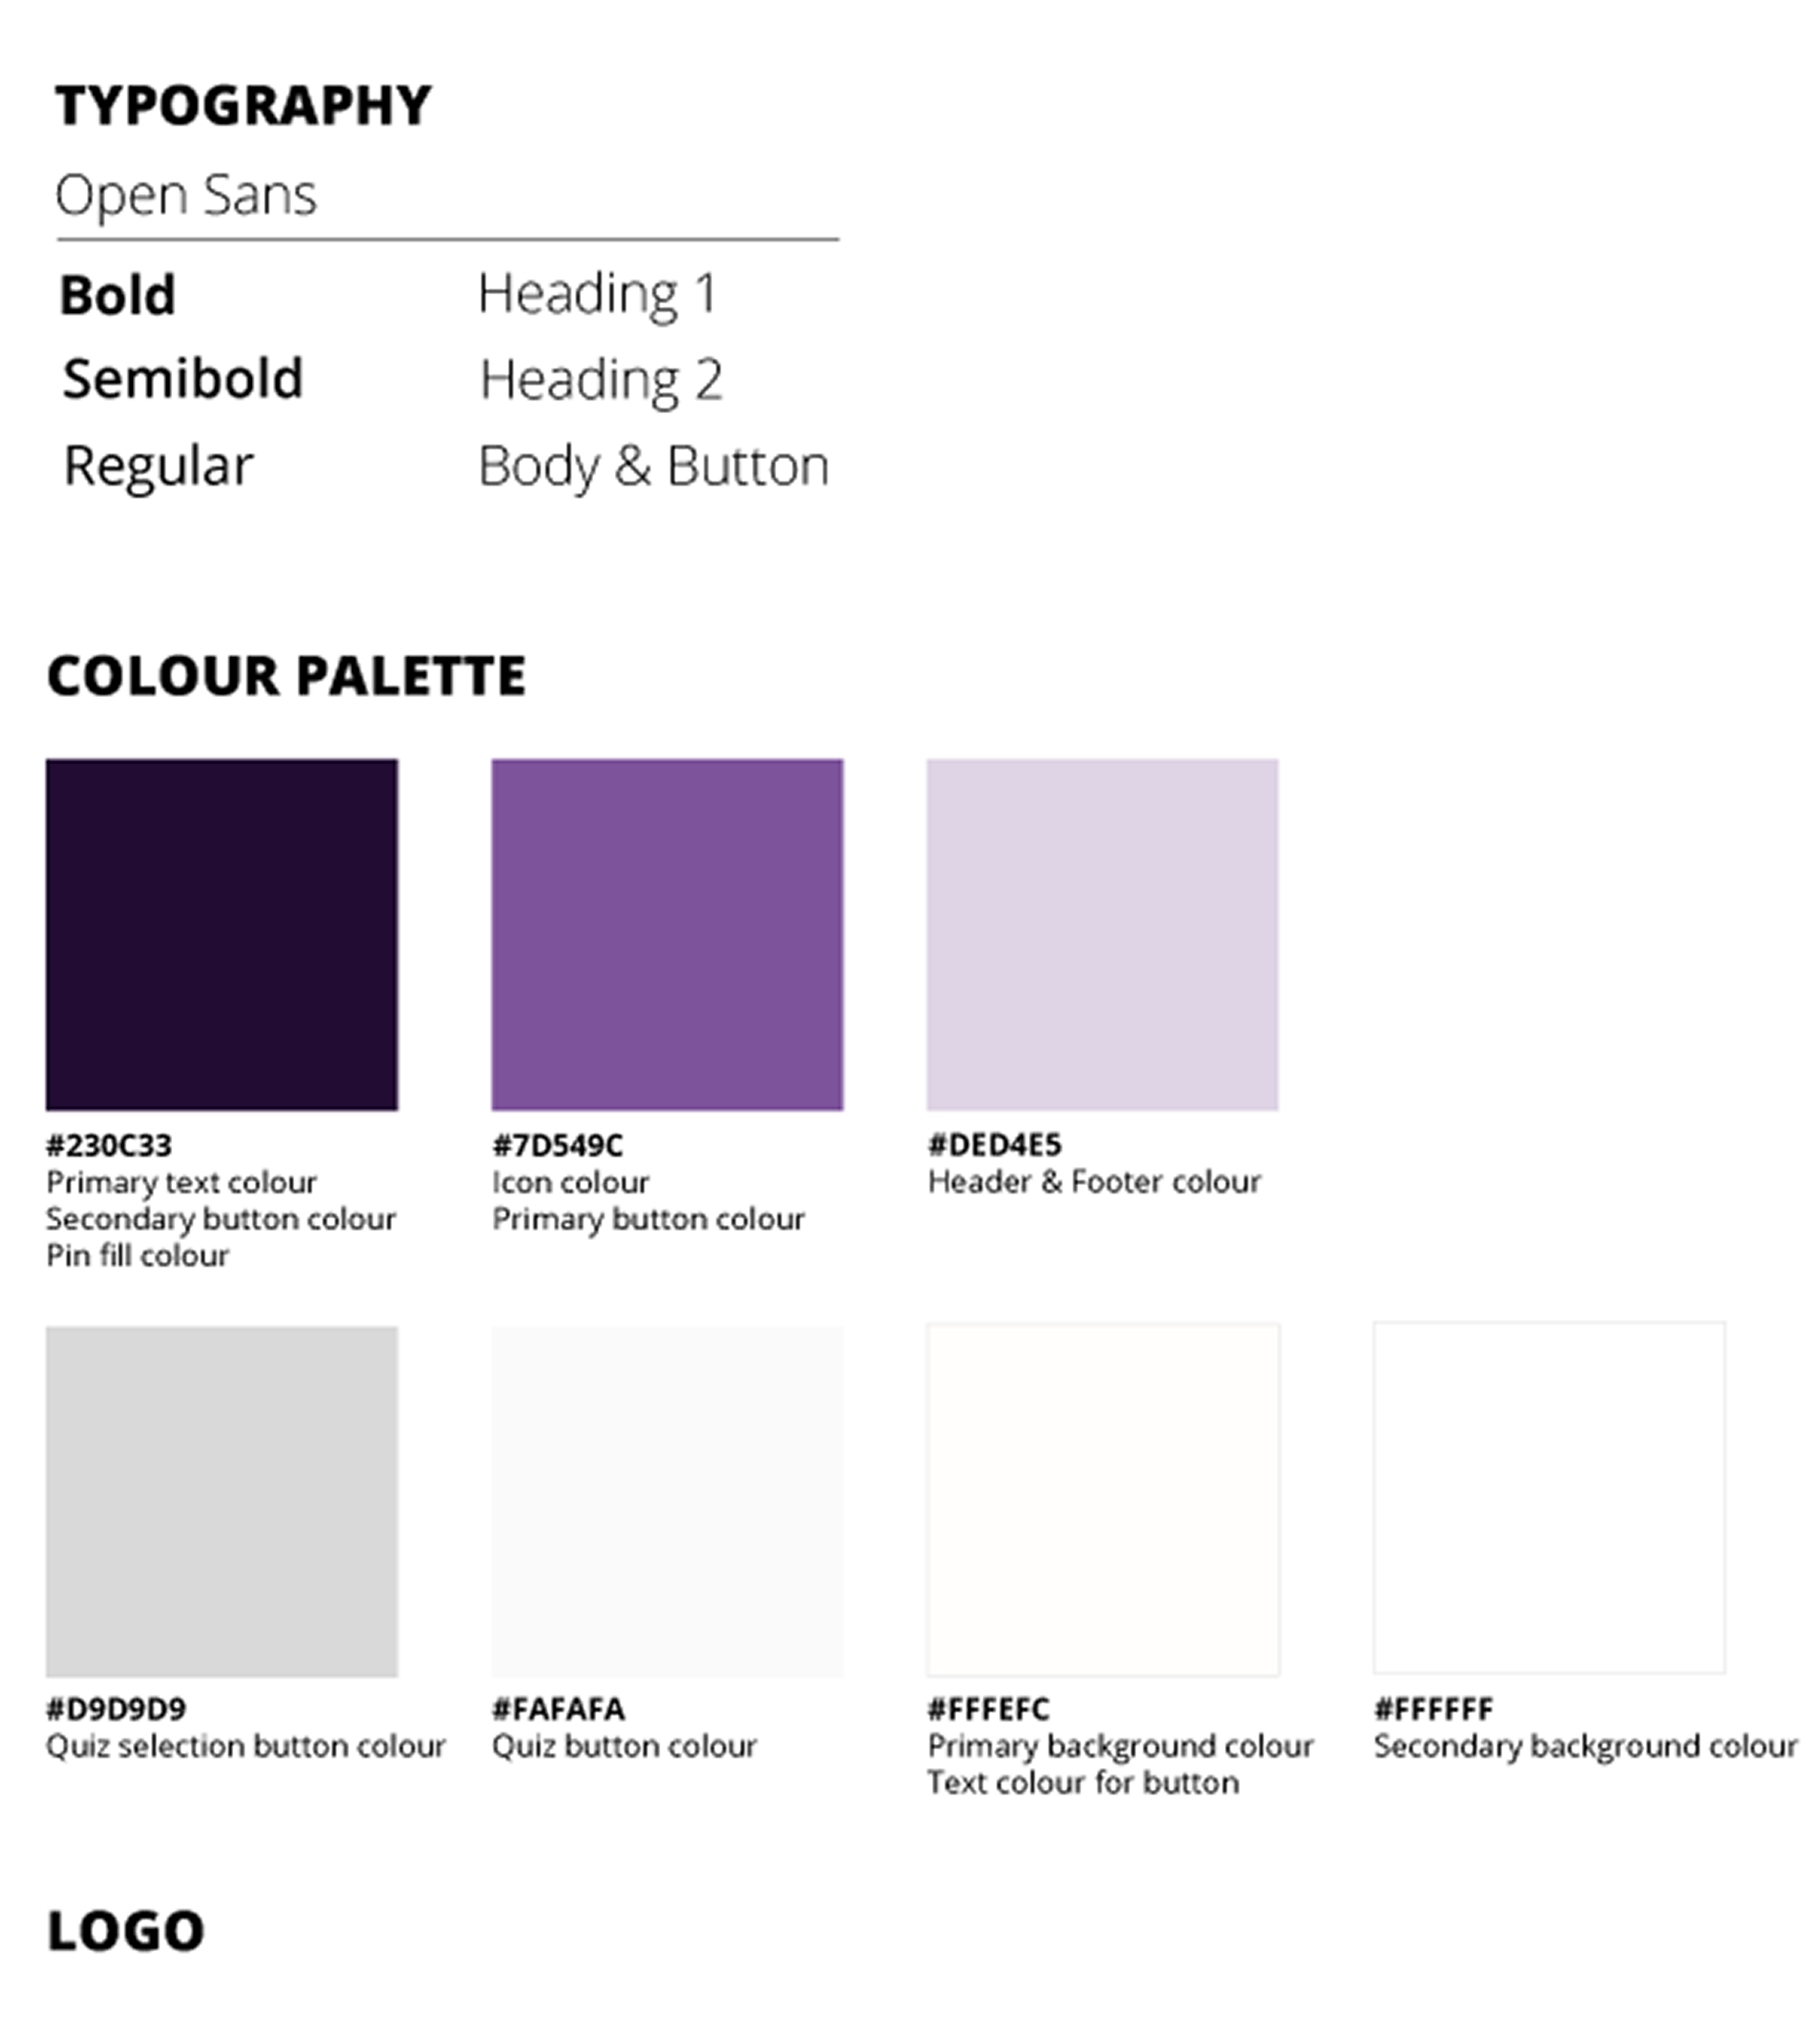 TYPOGRAPHY
Open Sans
Bold Heading 1
Semibold Heading 2
Regular Body & Button
COLOUR PALETTE
#230C33 #7D549C #DED4E5
Primary text colour Icon colour Header & Footer colour
Secondary button colour Primary button colour
Pin fill colour
#D9D9D9 #FAFAFA #FFFEFC #FFFFFF
Quiz selection button colour Quiz button colour Primary background colour Secondary background colour
Text colour for button
LOGO